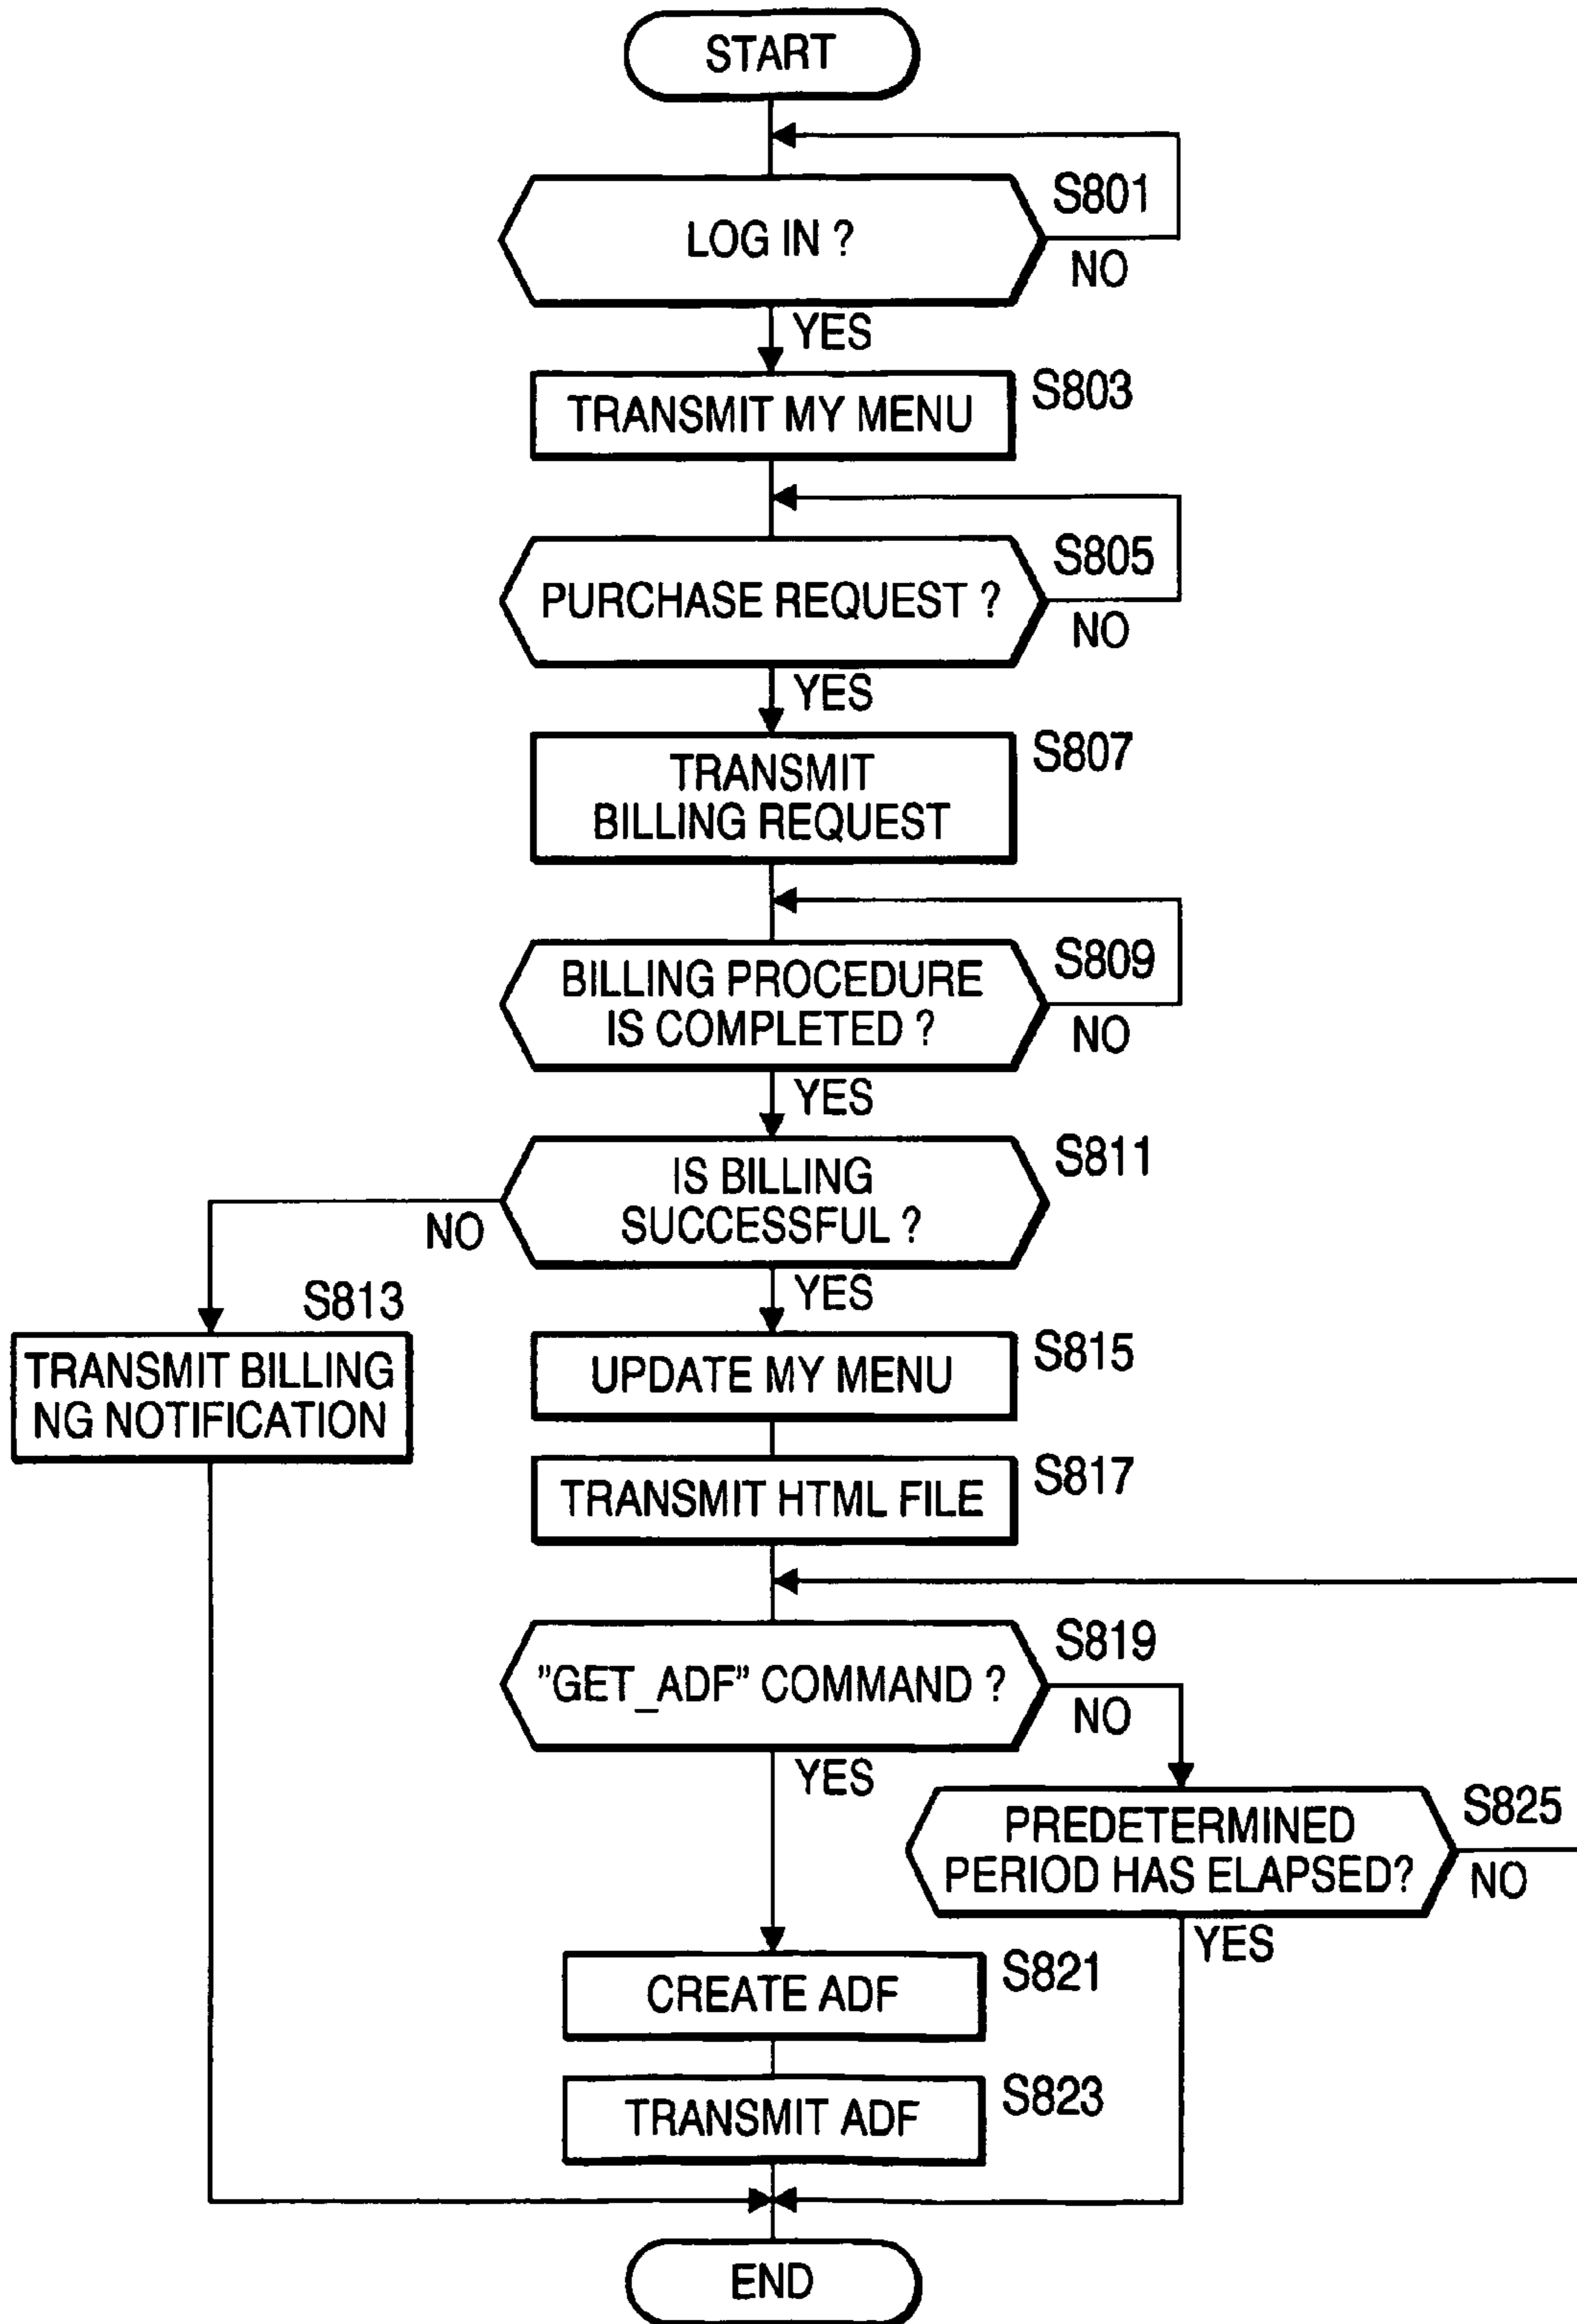 START
S801
LOG IN ?
NO
YES
S803
TRANSMIT MY MENU
S805
PURCHASE REQUEST ?
NO
YES
S807
TRANSMIT
BILLING REQUEST
S809
BILLING PROCEDURE
IS COMPLETED ?
NO
YES
S811
IS BILLING
SUCCESSFUL ?
NO
YES
S813
TRANSMIT BILLING
NG NOTIFICATION
S815
UPDATE MY MENU
S817
TRANSMIT HTML FILE
S819
"GET_ADF" COMMAND ?
NO
YES
S825
PREDETERMINED
PERIOD HAS ELAPSED?
NO
YES
S821
CREATE ADF
S823
TRANSMIT ADF
END